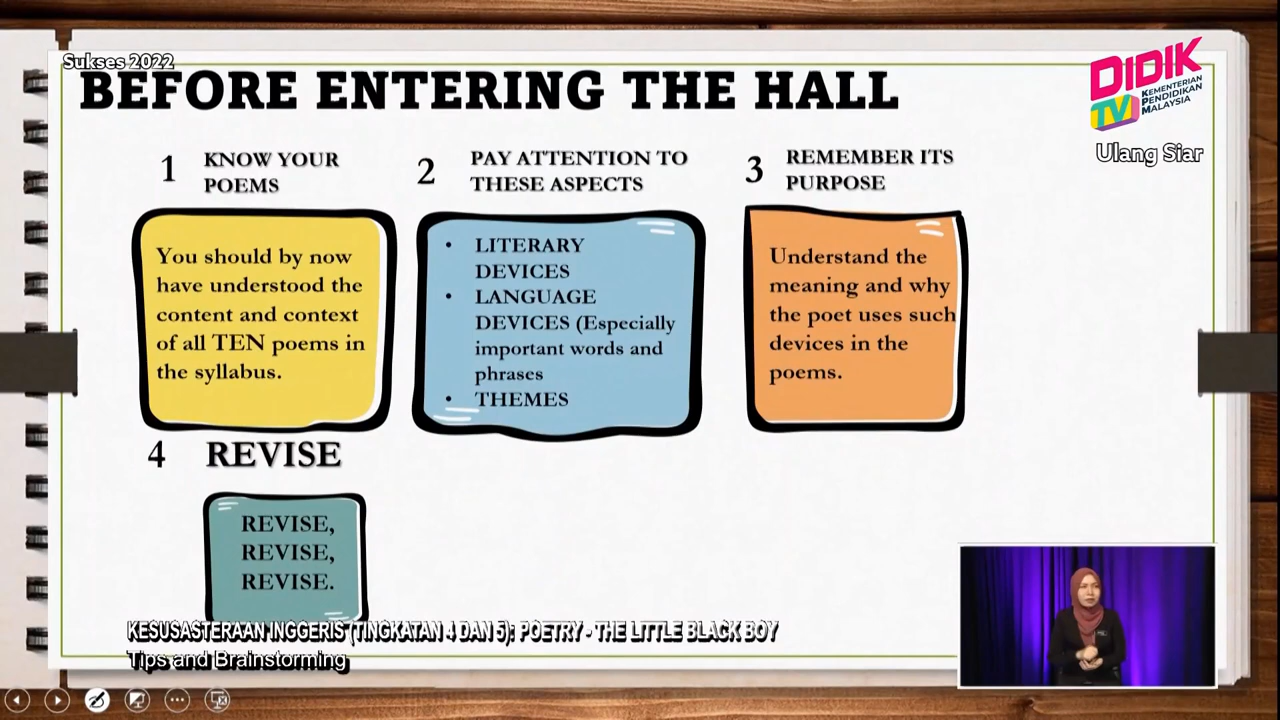 Sukses 2022
BEFORE ENTERING THE HALL
DIDIK
TV
KEMENTERIAN
PENDIDIKAN
MALAYSIA
Ulang Siar
1
KNOW YOUR
POEMS
You should by now
have understood the
content and context
of all TEN poems in
the syllabus.
2
PAY ATTENTION TO
THESE ASPECTS
• LITERARY
DEVICES
• LANGUAGE
DEVICES (Especially
important words and
phrases
• THEMES
3
REMEMBER ITS
PURPOSE
Understand the
meaning and why
the poet uses such
devices in the
poems.
4
REVISE
REVISE,
REVISE,
REVISE.
KESUSASTERAAN INGGERIS (TINGKATAN 4 DAN 5): POETRY - THE LITTLE BLACK BOY
Tips and Brainstorming